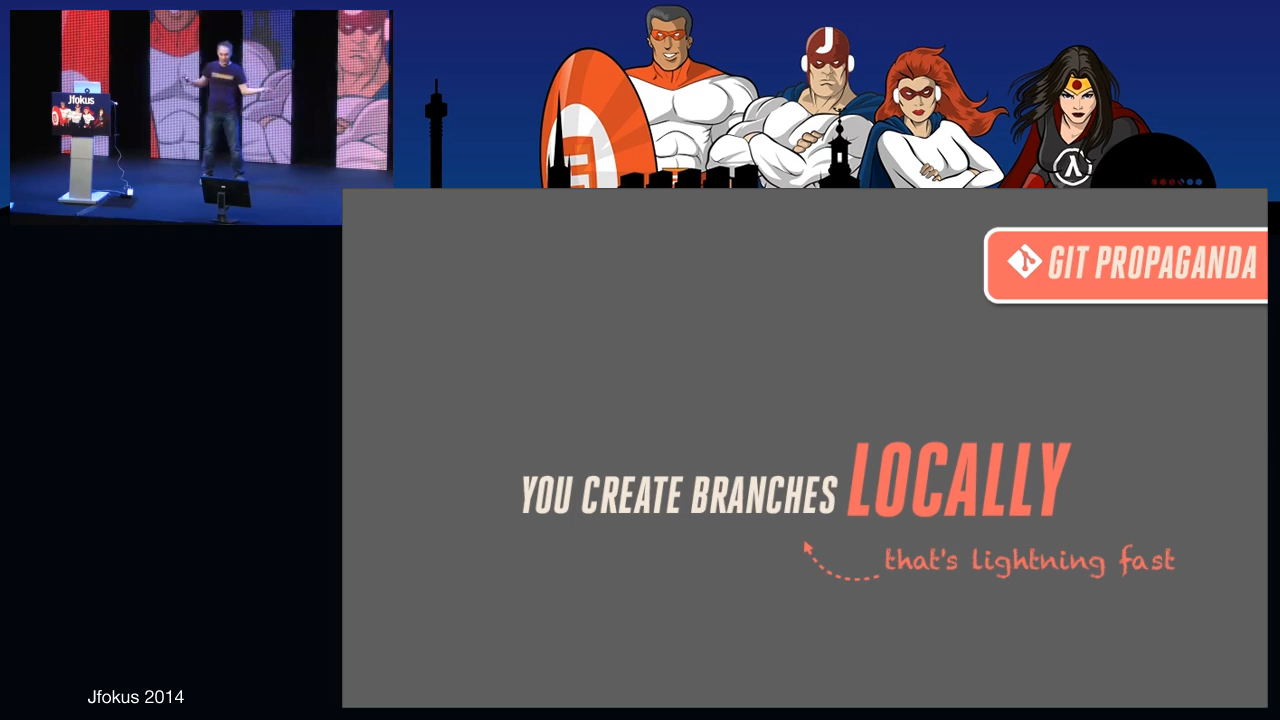 Jfokus
J
GIT PROPAGANDA
YOU CREATE BRANCHES LOCALLY
that's lightning fast
Jfokus 2014